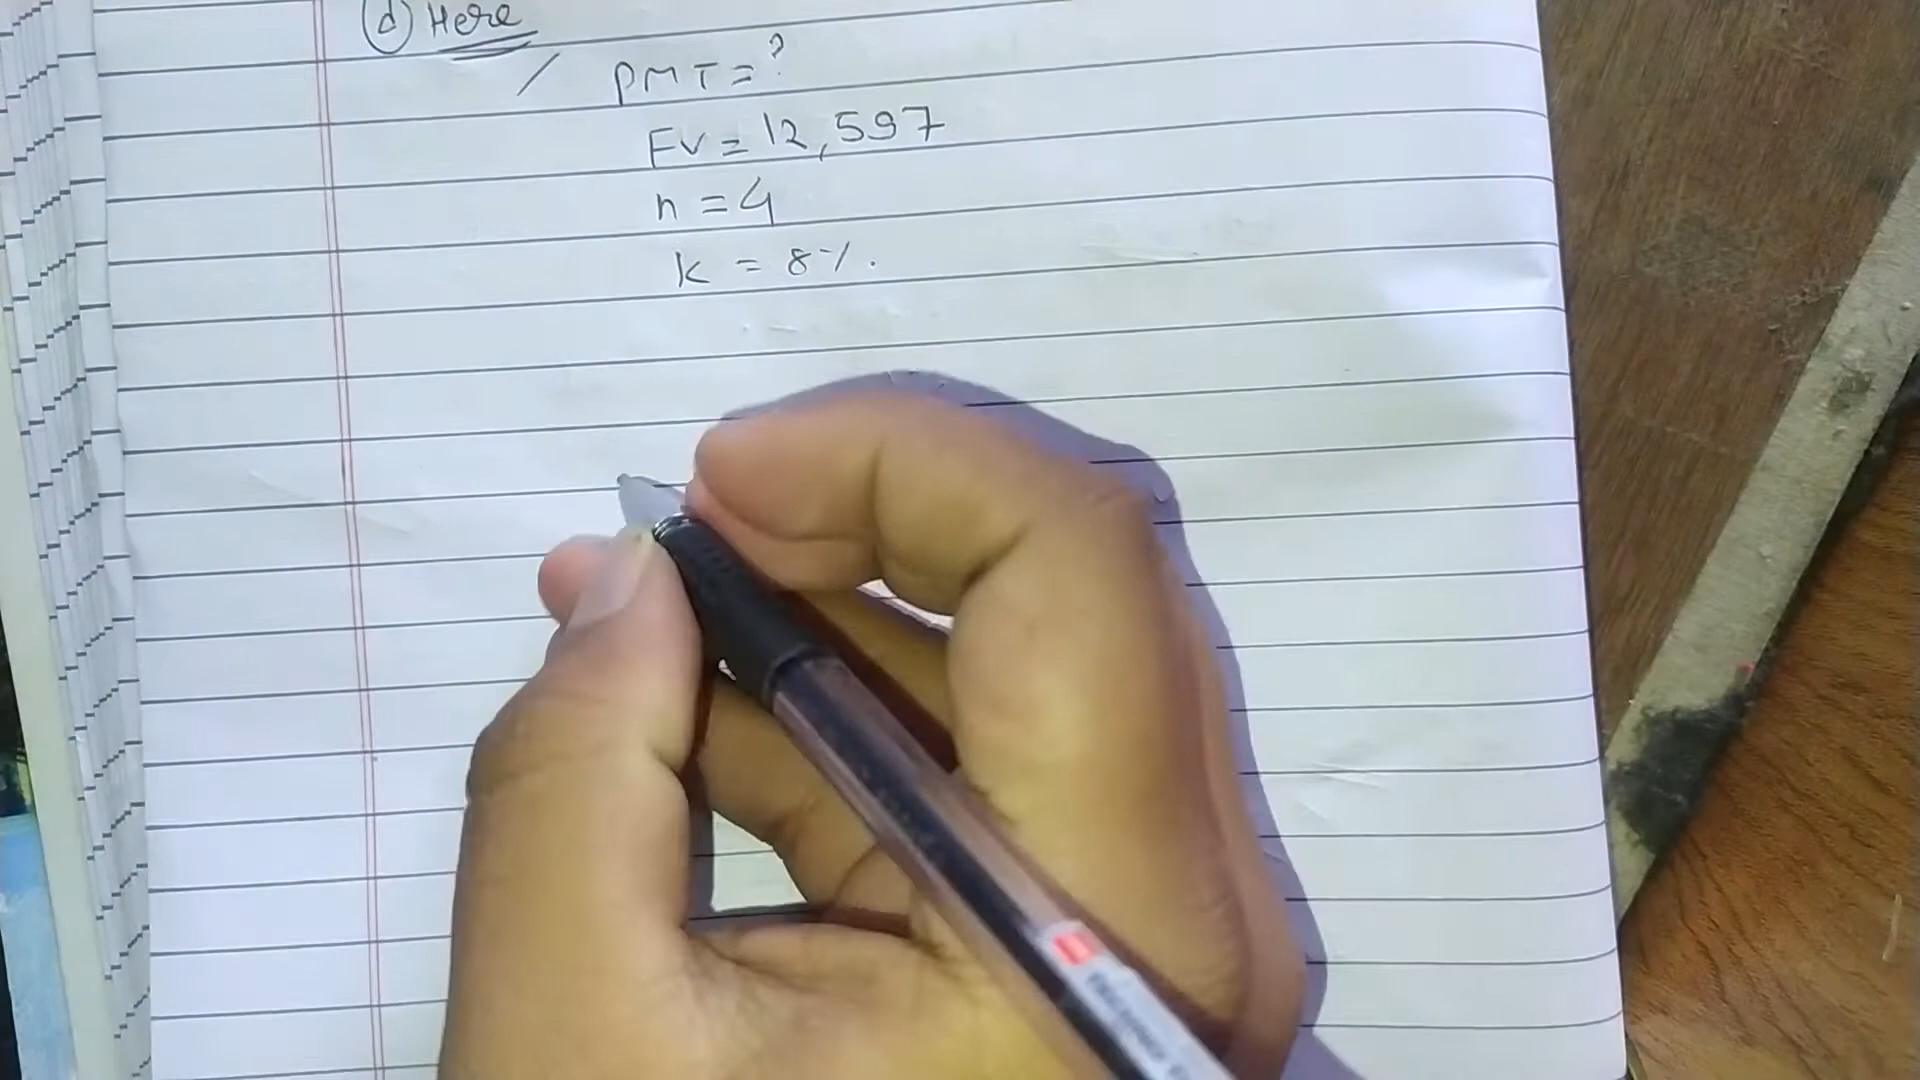 (d) Here
PMT = ?
FV = 12,597
n = 4
k = 8%.